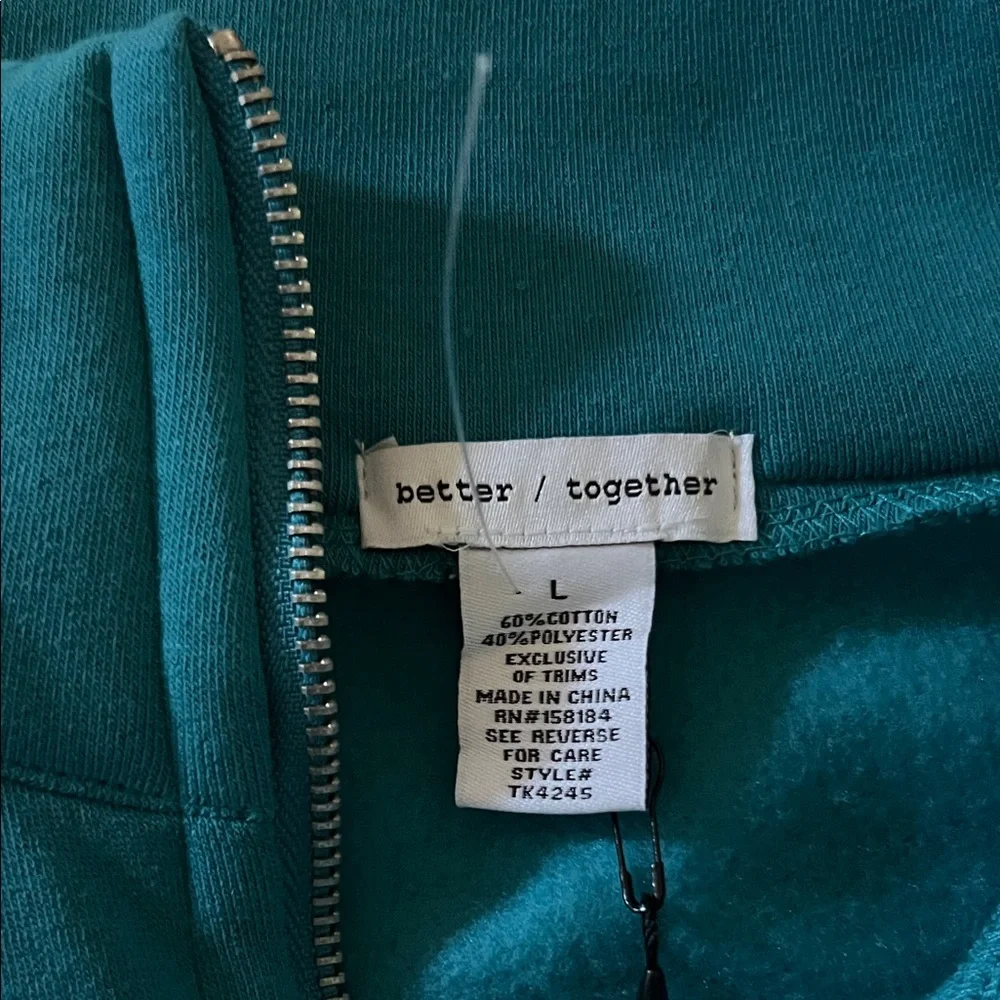 better / together
L
60%COTTON
40%POLYESTER
EXCLUSIVE
OF TRIMS
MADE IN CHINA
RN#158184
SEE REVERSE
FOR CARE
STYLE#
TK4245